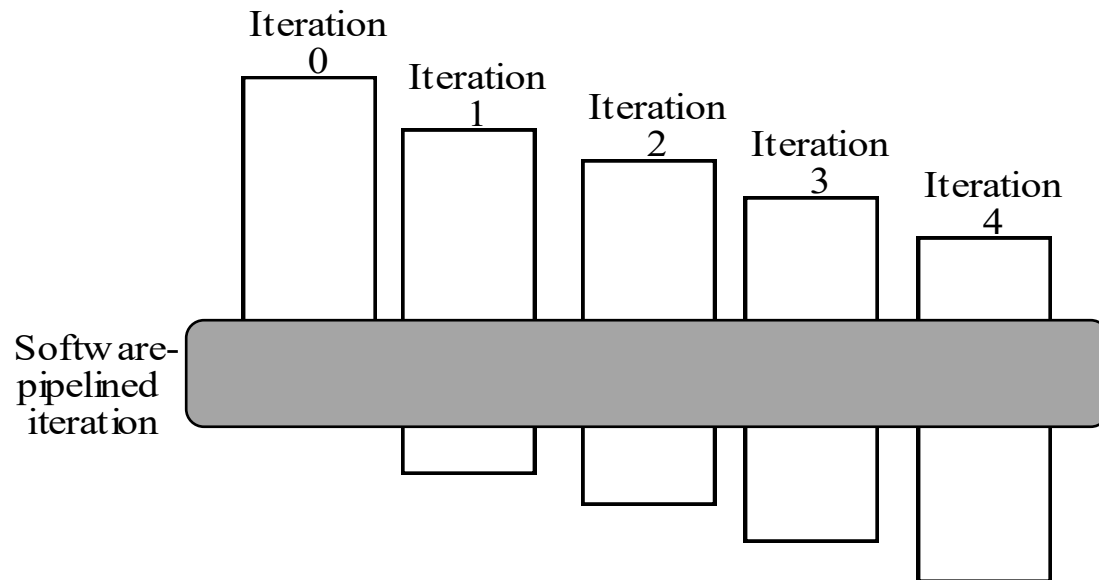 Iteration
0
Iteration
1
Iteration
2
Iteration
3
Iteration
4
Software-
pipelined
iteration